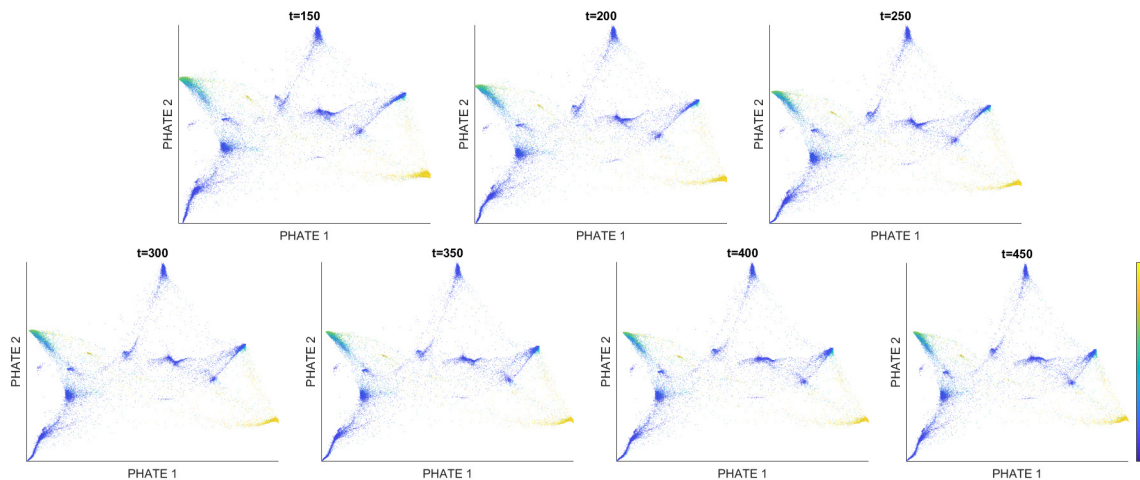 t=150
t=200
t=250
PHATE 2
PHATE 2
PHATE 2
PHATE 1
PHATE 1
PHATE 1
t=300
t=350
t=400
t=450
PHATE 2
PHATE 2
PHATE 2
PHATE 2
PHATE 1
PHATE 1
PHATE 1
PHATE 1